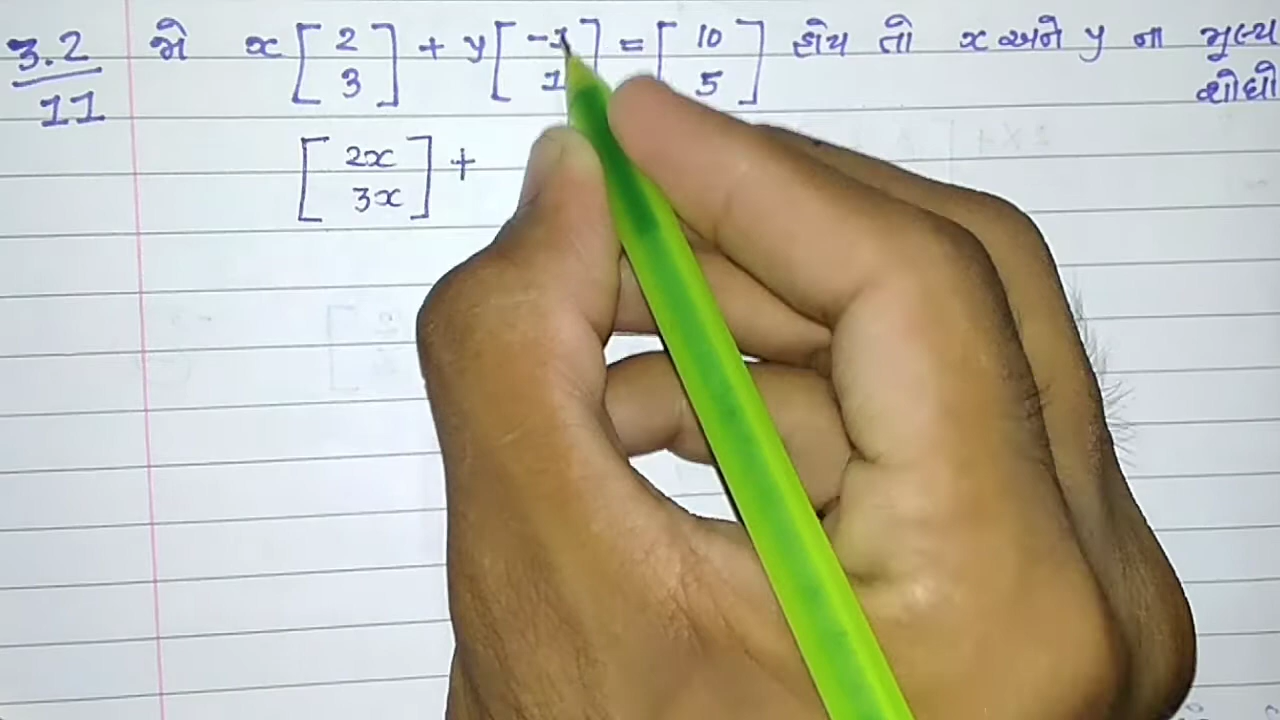 3.2 જો x [ 2 ] + y [ -1 ] = [ 10 ] હોય તો x અને y ના મૂલ્ય
11 [ 3 ] [ 1 ] [ 5 ] શોધો
[ 2x ] +
[ 3x ]